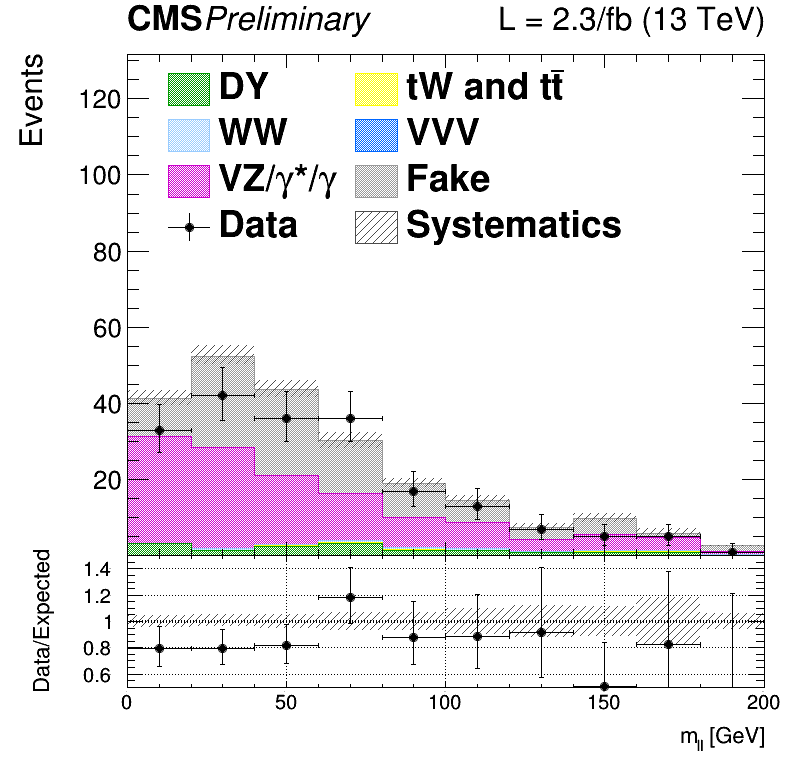 CMS Preliminary L = 2.3/fb (13 TeV)
Events
120
100
80
60
40
20
DY
tW and tt̅
WW
VVV
VZ/γ*/γ
Fake
Data
Systematics
Data/Expected
1.4
1.2
1
0.8
0.6
0 50 100 150 200
m_ll [GeV]